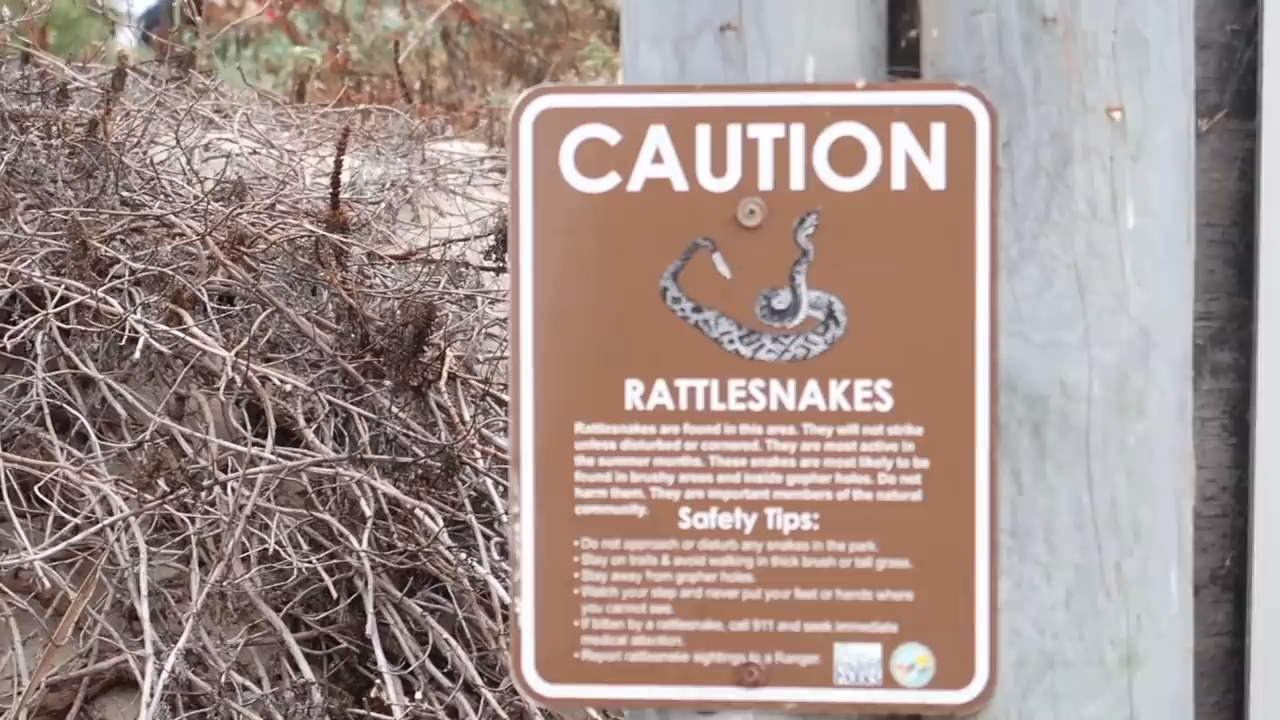 CAUTION
RATTLESNAKES
Rattlesnakes are found in this area. They will not strike
unless disturbed or cornered. They are most active in
the summer months. These snakes are most likely to be
found in brushy areas and inside gopher holes. Do not
harm them. They are important members of the natural
community.
Safety Tips:
• Do not approach or disturb any snakes in the park.
• Stay on trails & avoid walking in thick brush or tall grass.
• Stay away from gopher holes.
• Watch your step and never put your feet or hands where
you cannot see.
• If bitten by a rattlesnake, call 911 and seek immediate
medical attention.
• Report rattlesnake sightings to a Ranger.